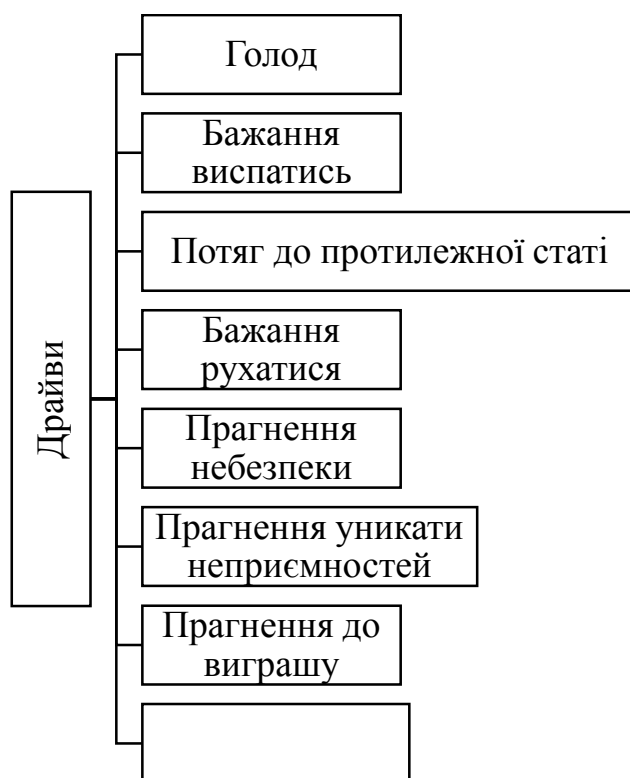 Драйви
Голод
Бажання
виспатись
Потяг до протилежної статі
Бажання
рухатися
Прагнення
небезпеки
Прагнення уникати
неприємностей
Прагнення до
виграшу